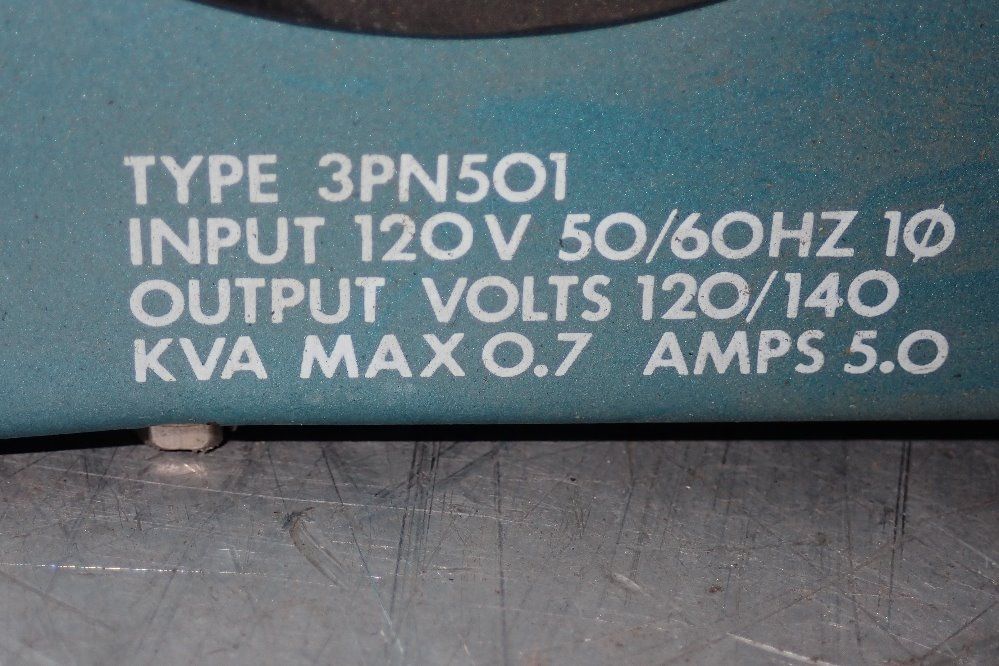 TYPE 3PN501
INPUT 120V 50/60HZ 1Ø
OUTPUT VOLTS 120/140
KVA MAX 0.7 AMPS 5.0